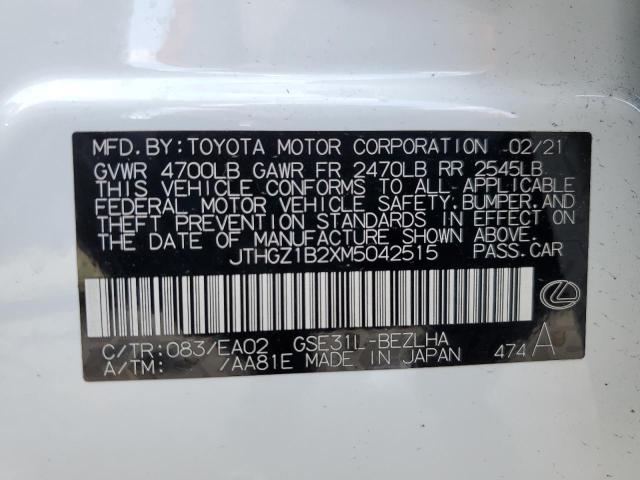 MFD. BY: TOYOTA MOTOR CORPORATION 02/21
GVWR 4700LB GAWR FR 2470LB RR 2545LB
THIS VEHICLE CONFORMS TO ALL APPLICABLE
FEDERAL MOTOR VEHICLE SAFETY, BUMPER, AND
THEFT PREVENTION STANDARDS IN EFFECT ON
THE DATE OF MANUFACTURE SHOWN ABOVE.
JTHGZ1B2XM5042515 PASS. CAR
C/TR: 083/EA02 GSE31L-BEZLHA
A/TM: /AA81E MADE IN JAPAN 474 A